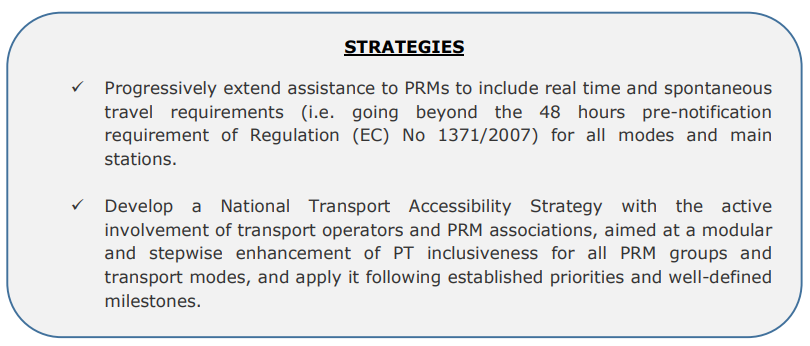 STRATEGIES
✓ Progressively extend assistance to PRMs to include real time and spontaneous
travel requirements (i.e. going beyond the 48 hours pre-notification
requirement of Regulation (EC) No 1371/2007) for all modes and main
stations.
✓ Develop a National Transport Accessibility Strategy with the active
involvement of transport operators and PRM associations, aimed at a modular
and stepwise enhancement of PT inclusiveness for all PRM groups and
transport modes, and apply it following established priorities and well-defined
milestones.